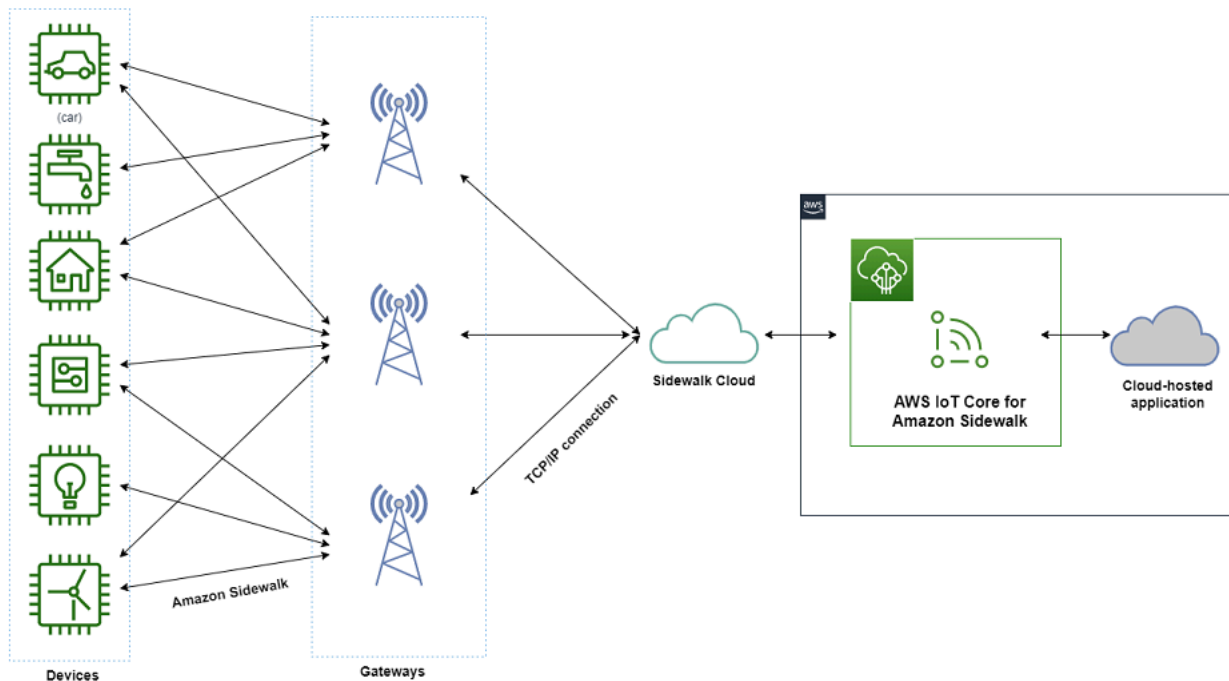 (car)
Devices
Amazon Sidewalk
Gateways
TCP/IP connection
Sidewalk Cloud
aws
AWS IoT Core for
Amazon Sidewalk
Cloud-hosted
application